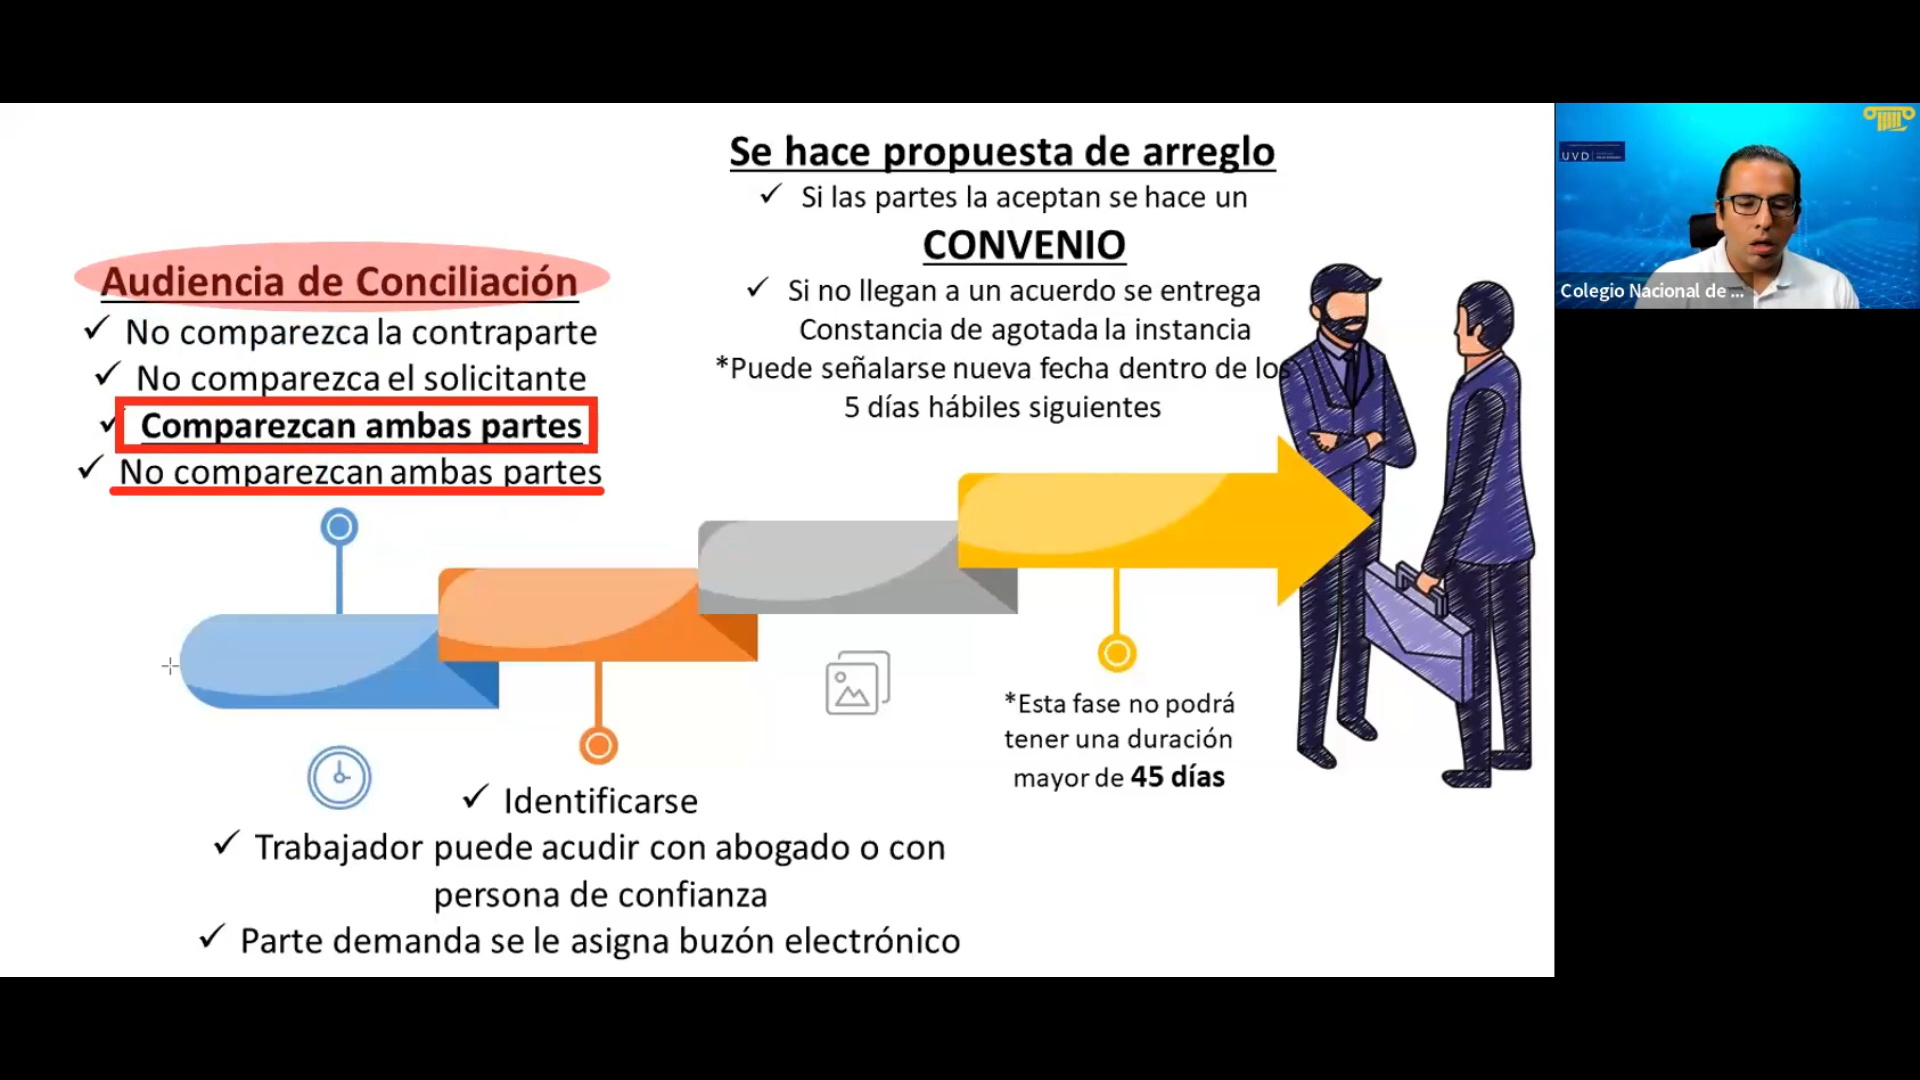 Se hace propuesta de arreglo
✓ Si las partes la aceptan se hace un
CONVENIO
✓ Si no llegan a un acuerdo se entrega
Constancia de agotada la instancia
*Puede señalarse nueva fecha dentro de los
5 días hábiles siguientes
Audiencia de Conciliación
✓ No comparezca la contraparte
✓ No comparezca el solicitante
✓ Comparezcan ambas partes
✓ No comparezcan ambas partes
*Esta fase no podrá
tener una duración
mayor de 45 días
✓ Identificarse
✓ Trabajador puede acudir con abogado o con
persona de confianza
✓ Parte demanda se le asigna buzón electrónico
UVD
Colegio Nacional de ...